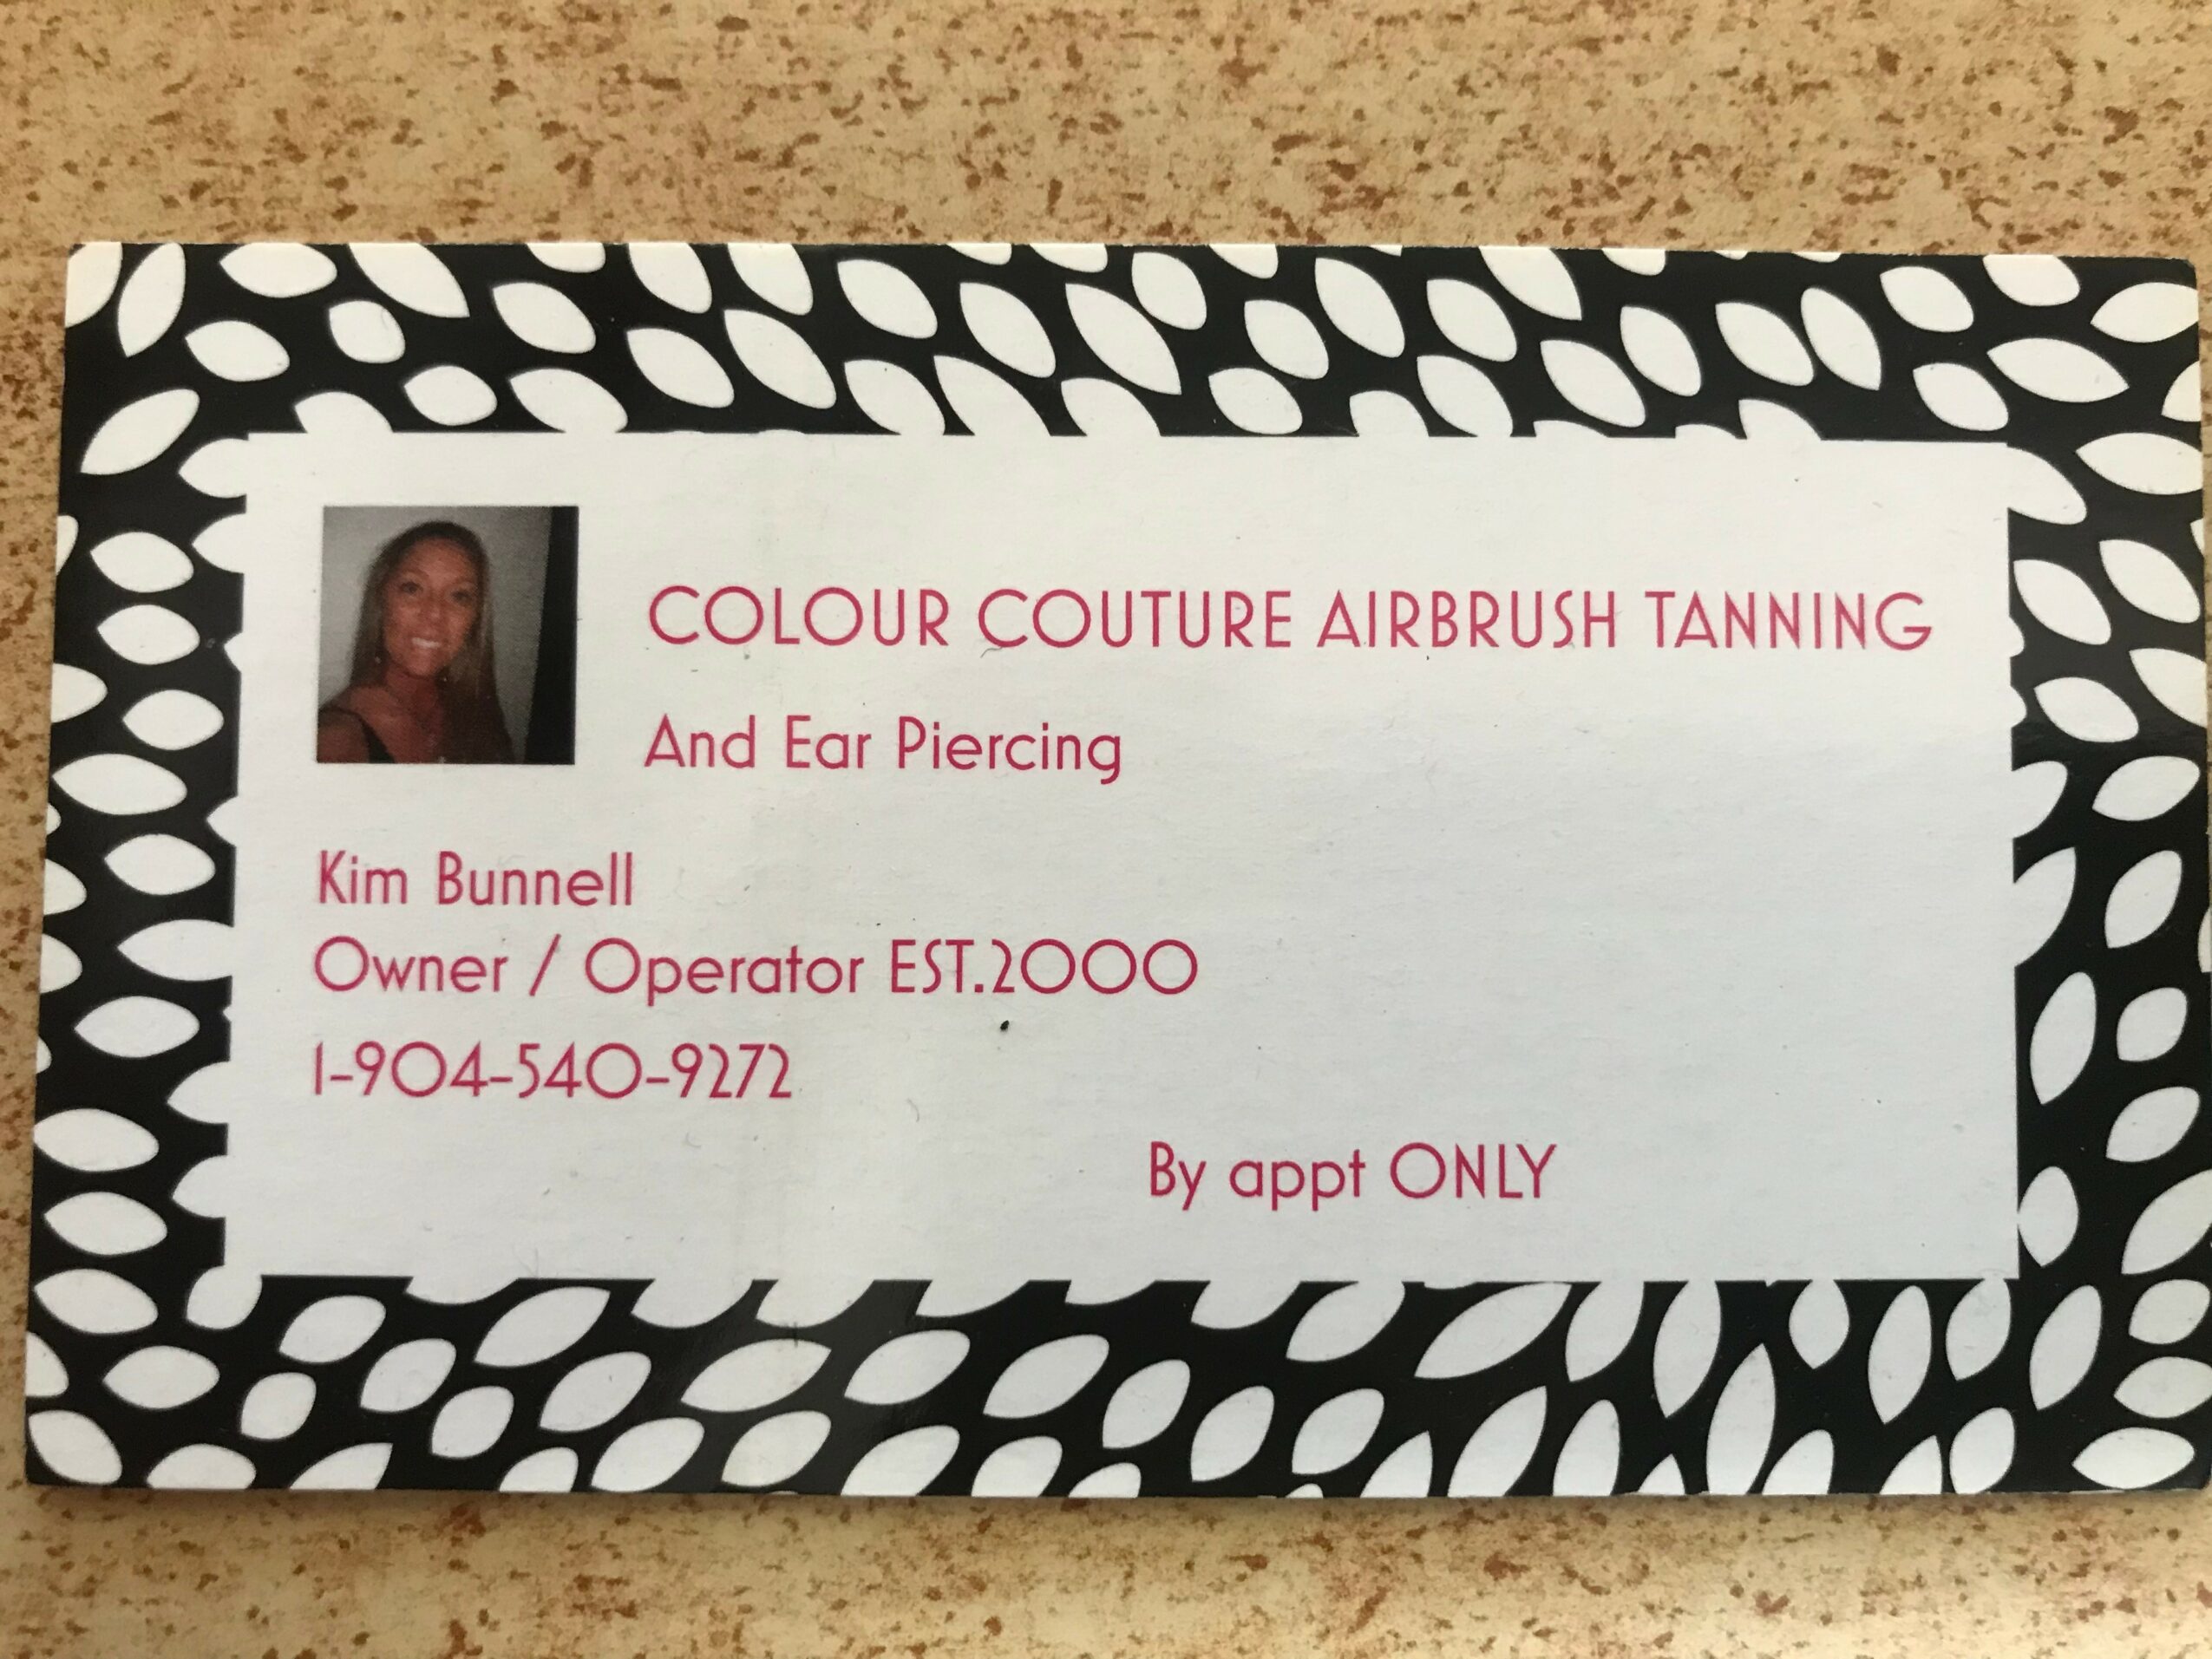 COLOUR COUTURE AIRBRUSH TANNING
And Ear Piercing
Kim Bunnell
Owner / Operator EST.2000
1-904-540-9272
By appt ONLY